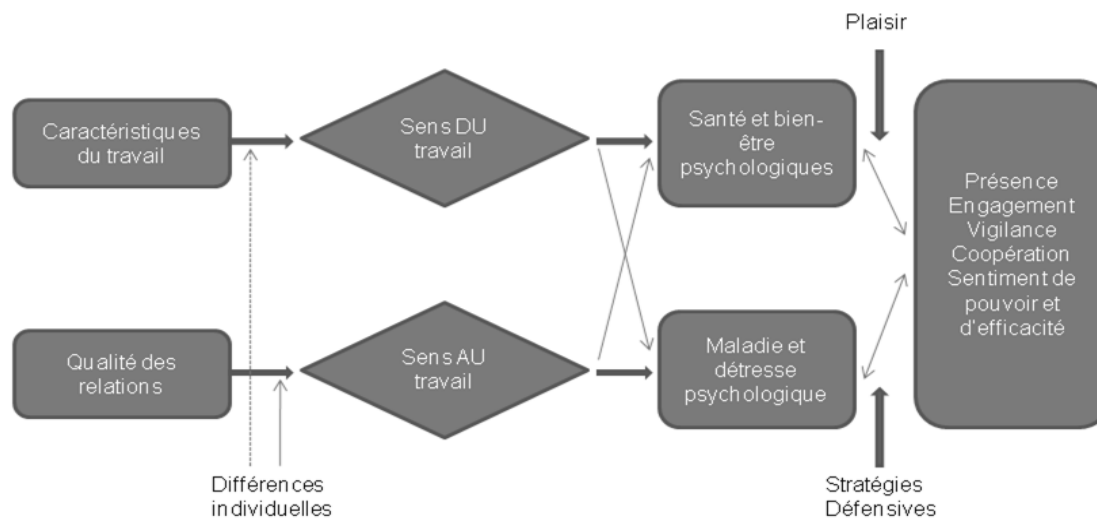 Plaisir
Caractéristiques
du travail
Sens DU
travail
Santé et bien-
être
psychologiques
Présence
Engagement
Vigilance
Coopération
Sentiment de
pouvoir et
d'efficacité
Qualité des
relations
Sens AU
travail
Maladie et
détresse
psychologique
Différences
individuelles
Stratégies
Défensives